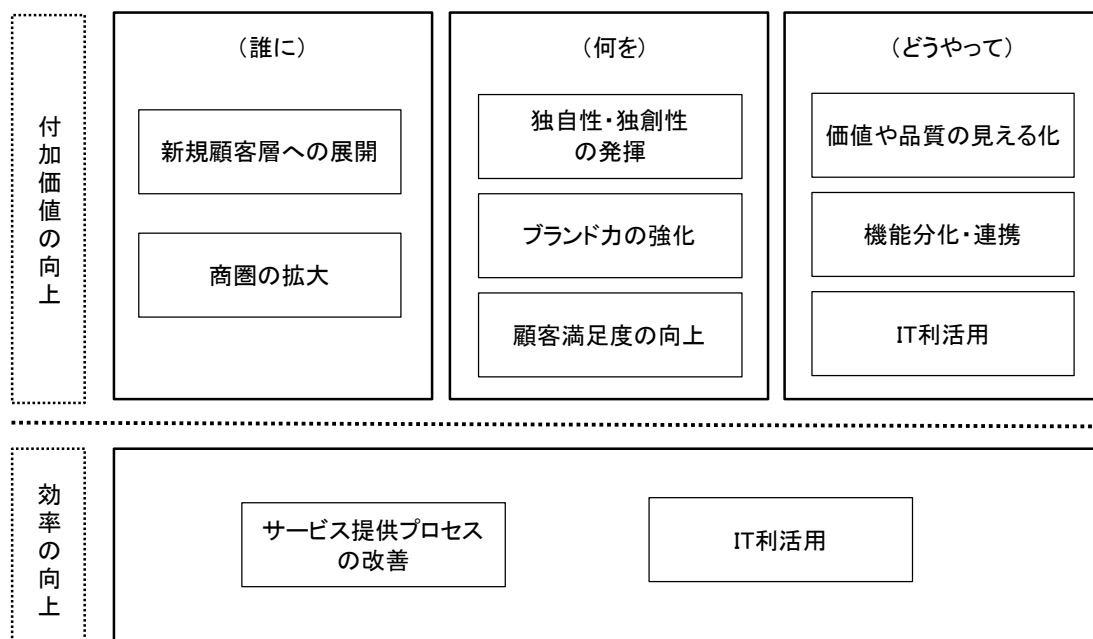 付加価値の向上
(誰に)
新規顧客層への展開
商圏の拡大
(何を)
独自性・独創性
の発揮
ブランド力の強化
顧客満足度の向上
(どうやって)
価値や品質の見える化
機能分化・連携
IT利活用
効率の向上
サービス提供プロセス
の改善
IT利活用